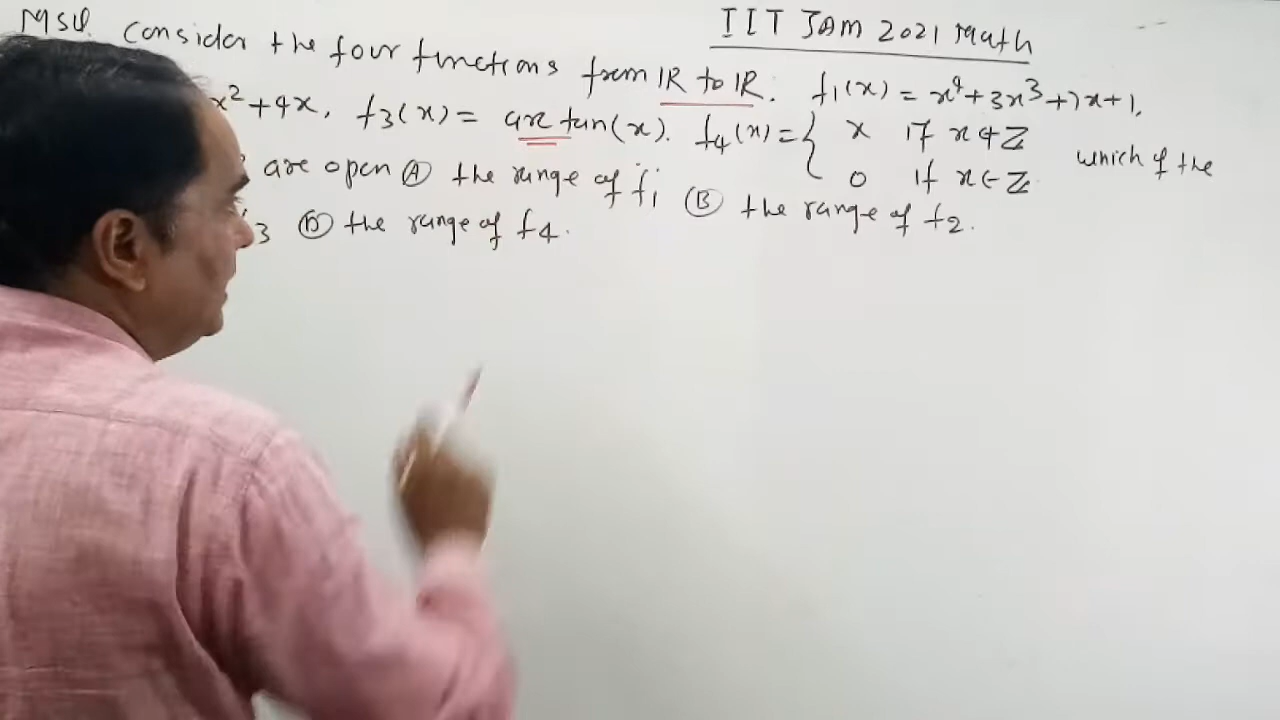 MSQ. IIT JAM 2021 Math
Consider the four functions from IR to IR. f1(x) = x⁴+3x³+7x+1,
x²+4x, f3(x) = arc tan(x). f4(x) = { x if x∉Z
0 if x∈Z. which of the
are open (A) the range of f1 (B) the range of f2.
3 (D) the range of f4.